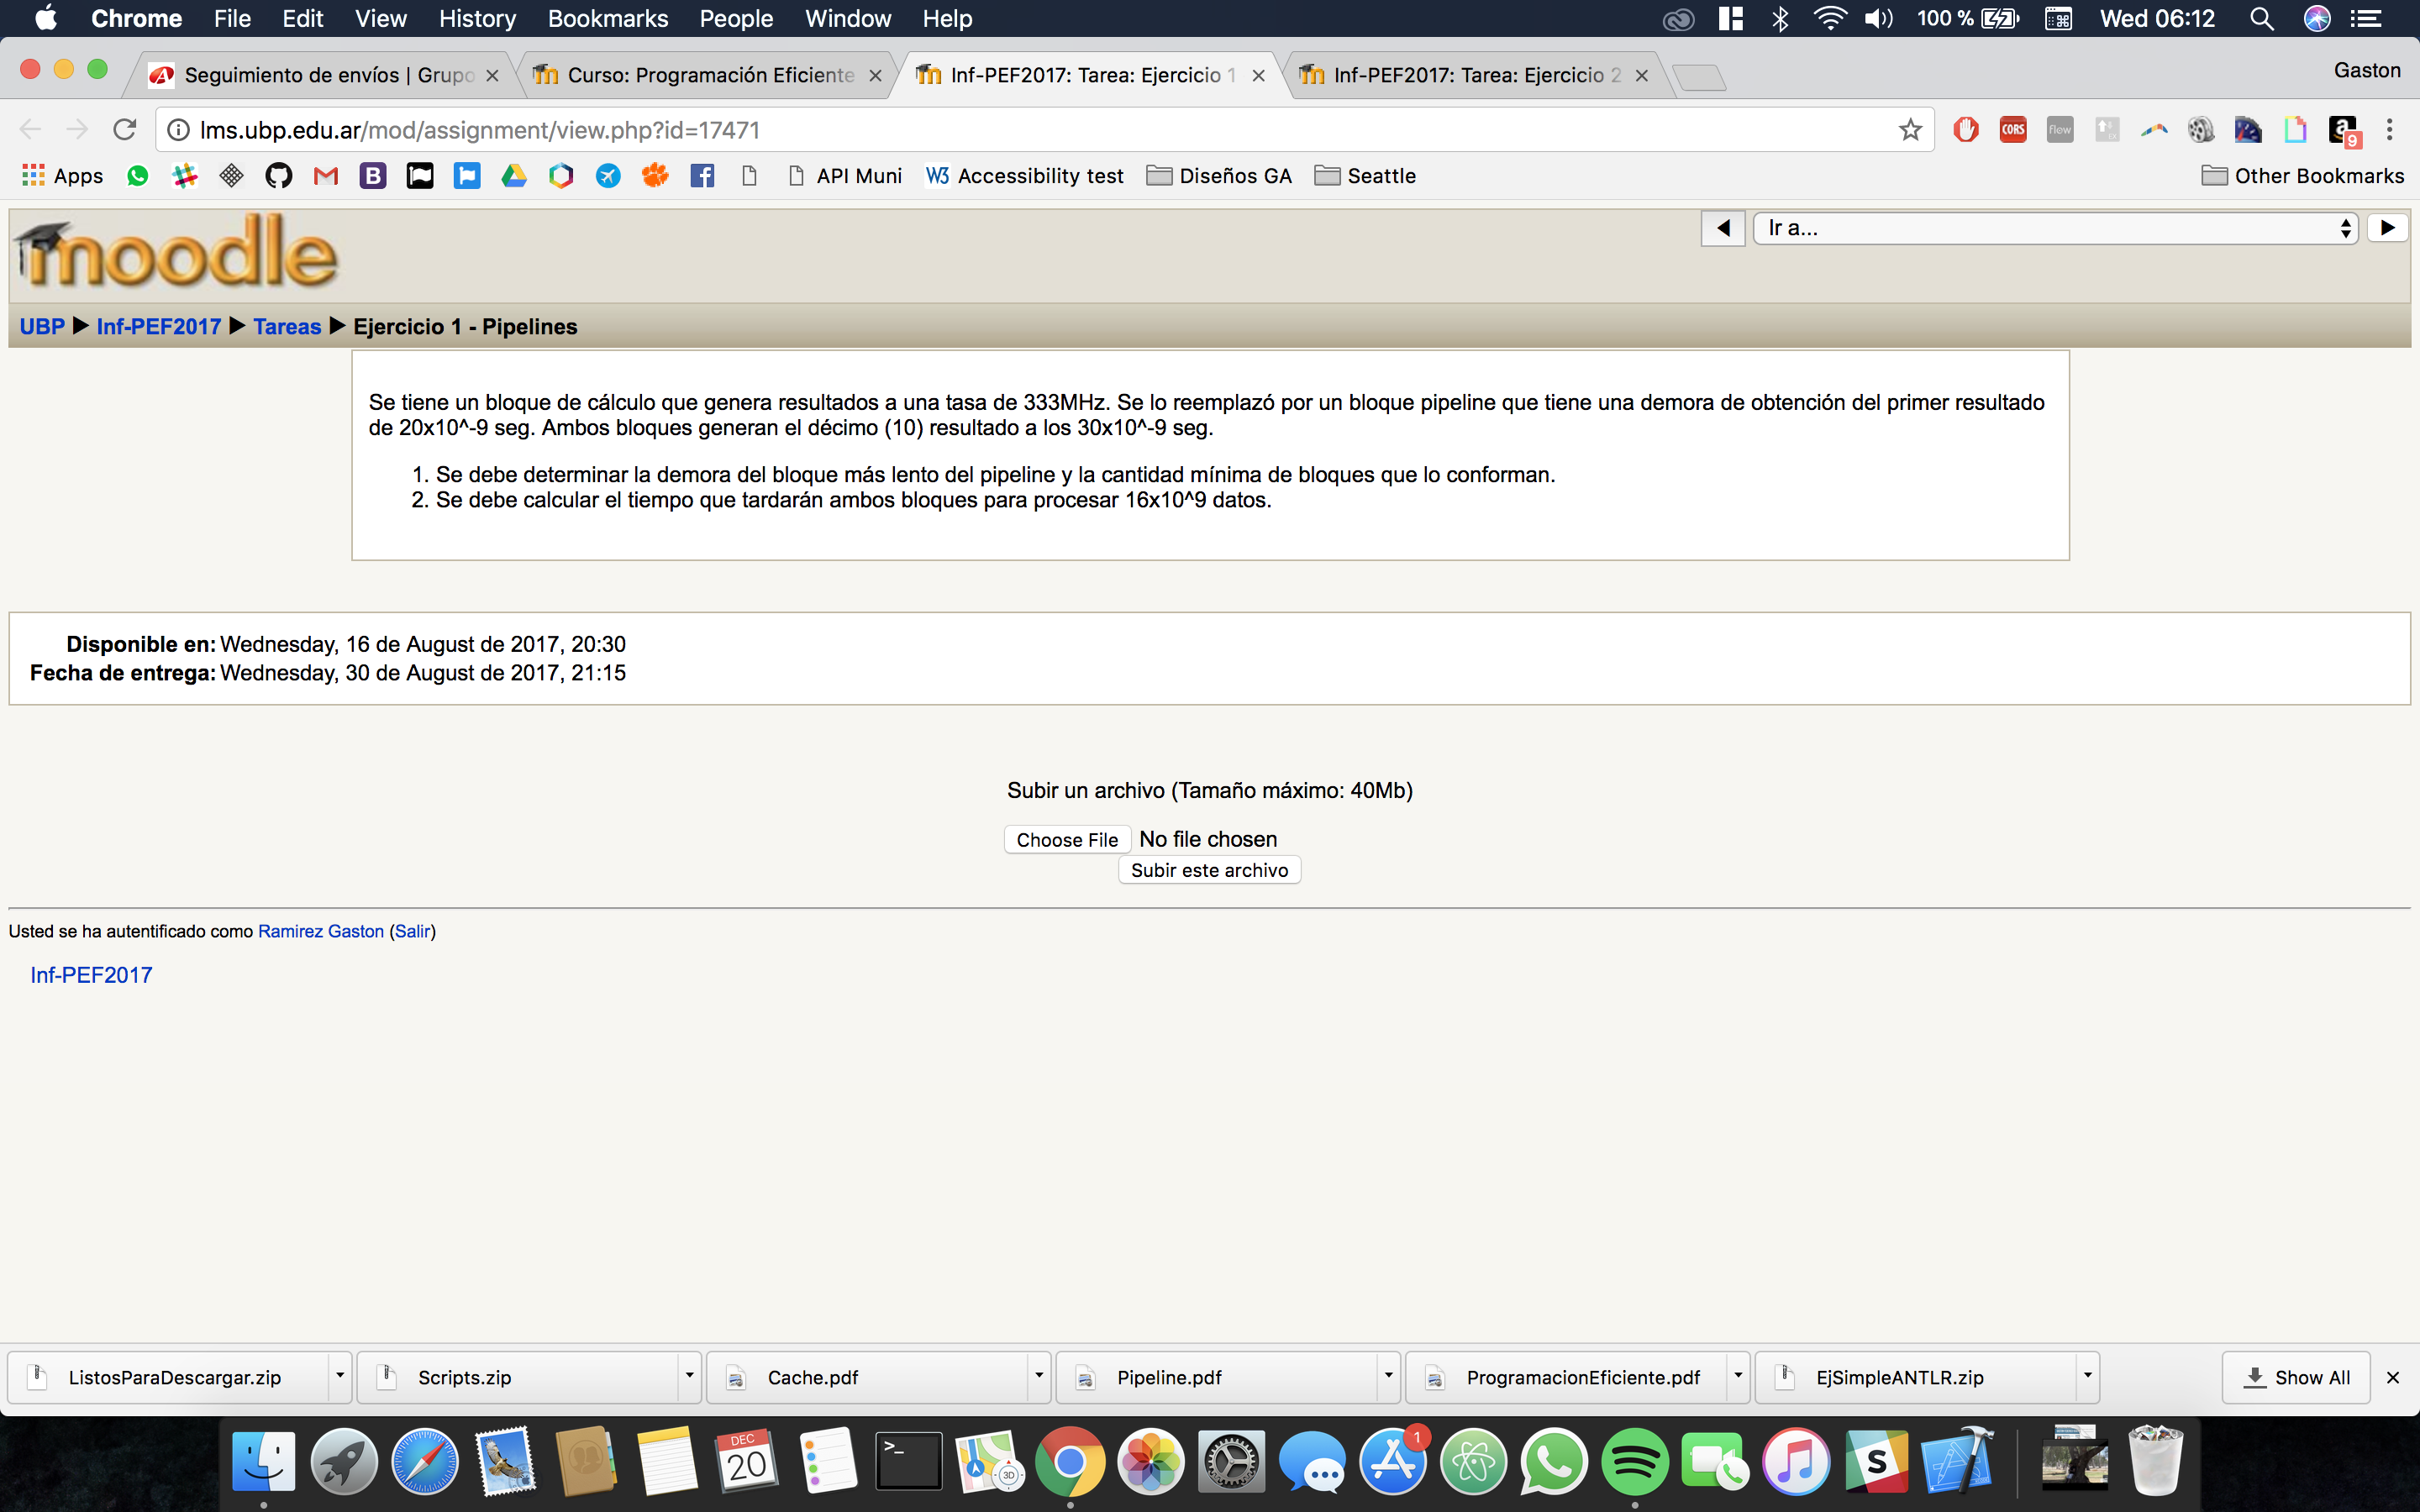 Chrome File Edit View History Bookmarks People Window Help 100 % Wed 06:12
Seguimiento de envíos | Grupo Curso: Programación Eficiente Inf-PEF2017: Tarea: Ejercicio 1 Inf-PEF2017: Tarea: Ejercicio 2 Gaston
lms.ubp.edu.ar/mod/assignment/view.php?id=17471 CORS flow 9
Apps API Muni W3 Accessibility test Diseños GA Seattle Other Bookmarks
moodle Ir a...
UBP ▶ Inf-PEF2017 ▶ Tareas ▶ Ejercicio 1 - Pipelines
Se tiene un bloque de cálculo que genera resultados a una tasa de 333MHz. Se lo reemplazó por un bloque pipeline que tiene una demora de obtención del primer resultado
de 20x10^-9 seg. Ambos bloques generan el décimo (10) resultado a los 30x10^-9 seg.
1. Se debe determinar la demora del bloque más lento del pipeline y la cantidad mínima de bloques que lo conforman.
2. Se debe calcular el tiempo que tardarán ambos bloques para procesar 16x10^9 datos.
Disponible en: Wednesday, 16 de August de 2017, 20:30
Fecha de entrega: Wednesday, 30 de August de 2017, 21:15
Subir un archivo (Tamaño máximo: 40Mb)
Choose File No file chosen
Subir este archivo
Usted se ha autentificado como Ramirez Gaston (Salir)
Inf-PEF2017
ListosParaDescargar.zip Scripts.zip Cache.pdf Pipeline.pdf ProgramacionEficiente.pdf EjSimpleANTLR.zip Show All
DEC
20
3D
1
S